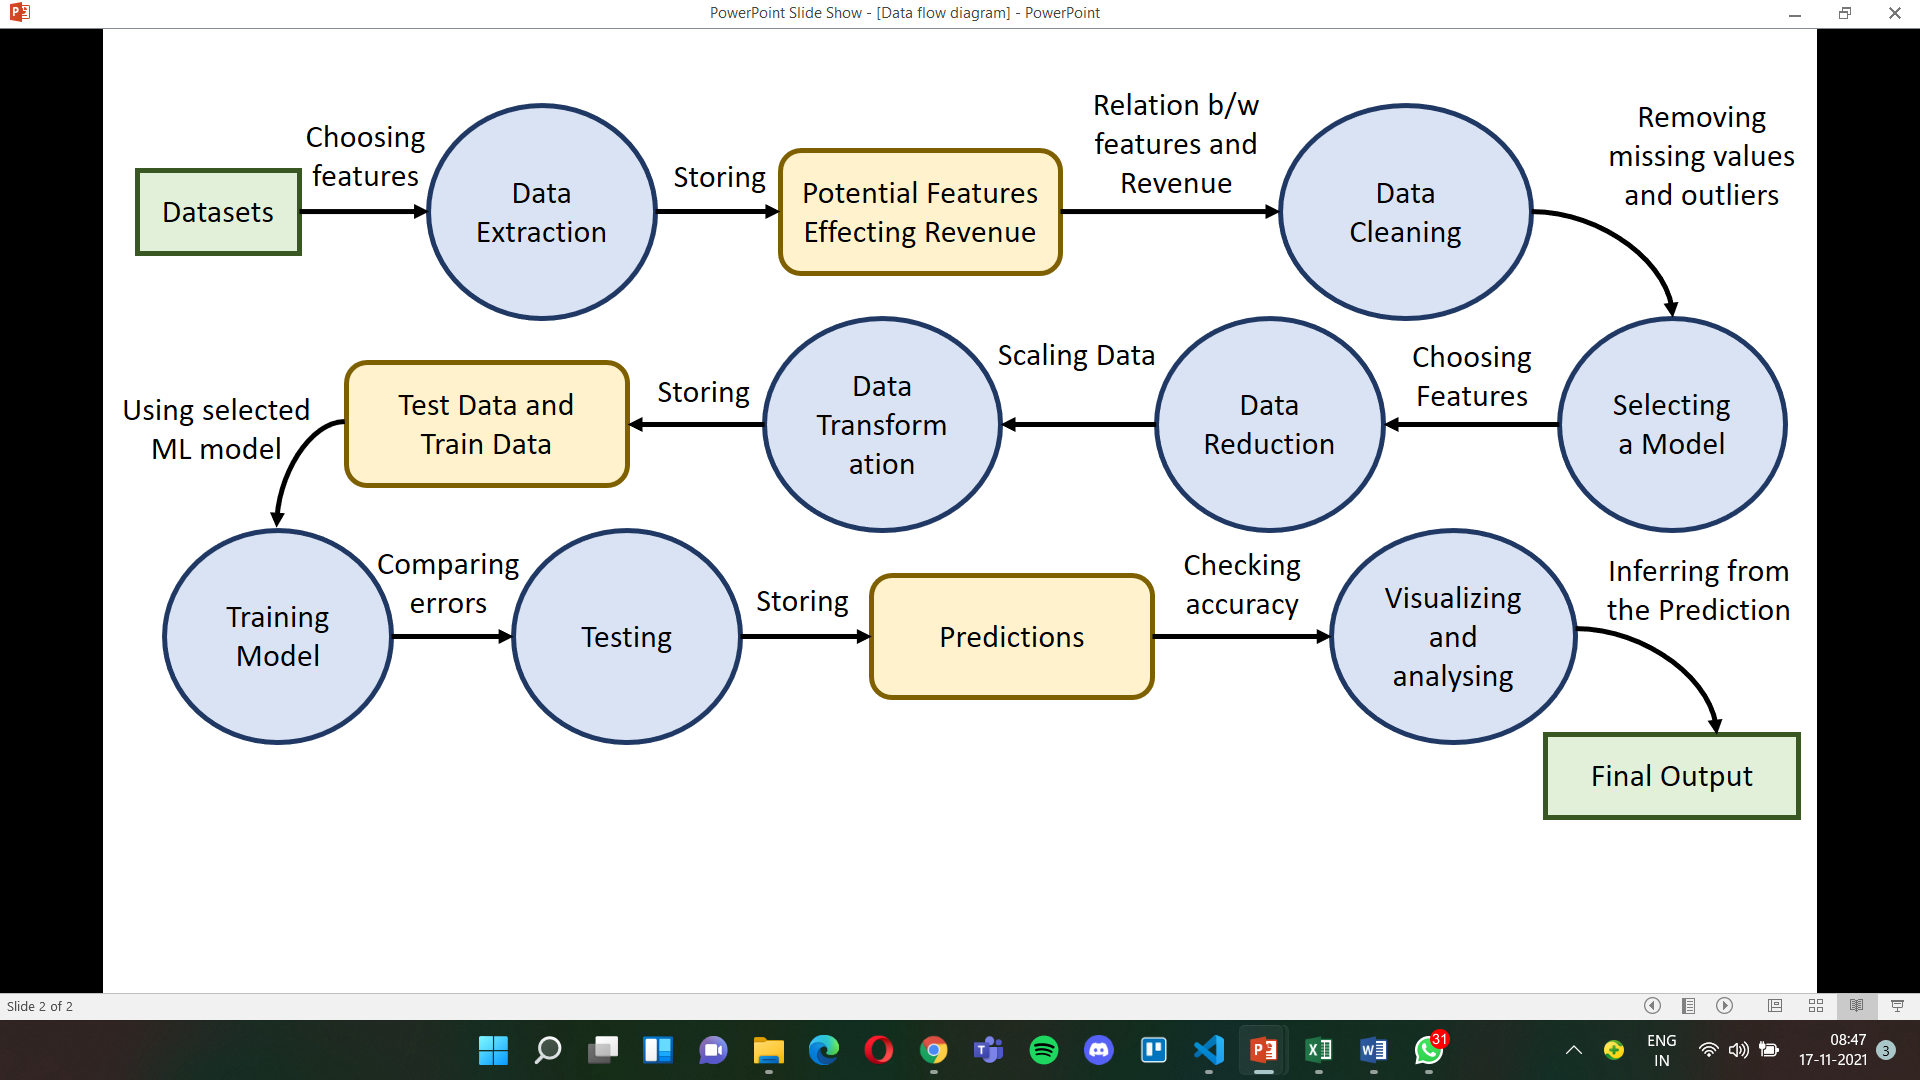 PowerPoint Slide Show - [Data flow diagram] - PowerPoint
Datasets
Choosing
features
Data
Extraction
Storing
Potential Features
Effecting Revenue
Relation b/w
features and
Revenue
Data
Cleaning
Removing
missing values
and outliers
Selecting
a Model
Choosing
Features
Data
Reduction
Scaling Data
Data
Transform
ation
Storing
Test Data and
Train Data
Using selected
ML model
Training
Model
Comparing
errors
Testing
Storing
Predictions
Checking
accuracy
Visualizing
and
analysing
Inferring from
the Prediction
Final Output
Slide 2 of 2
31
ENG
IN
08:47
17-11-2021
3